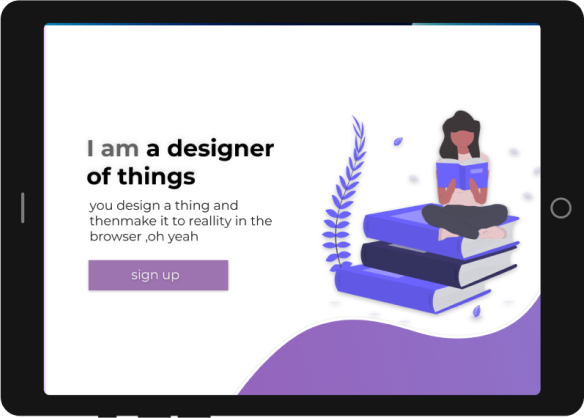 I am a designer
of things
you design a thing and
thenmake it to reallity in the
browser ,oh yeah
sign up